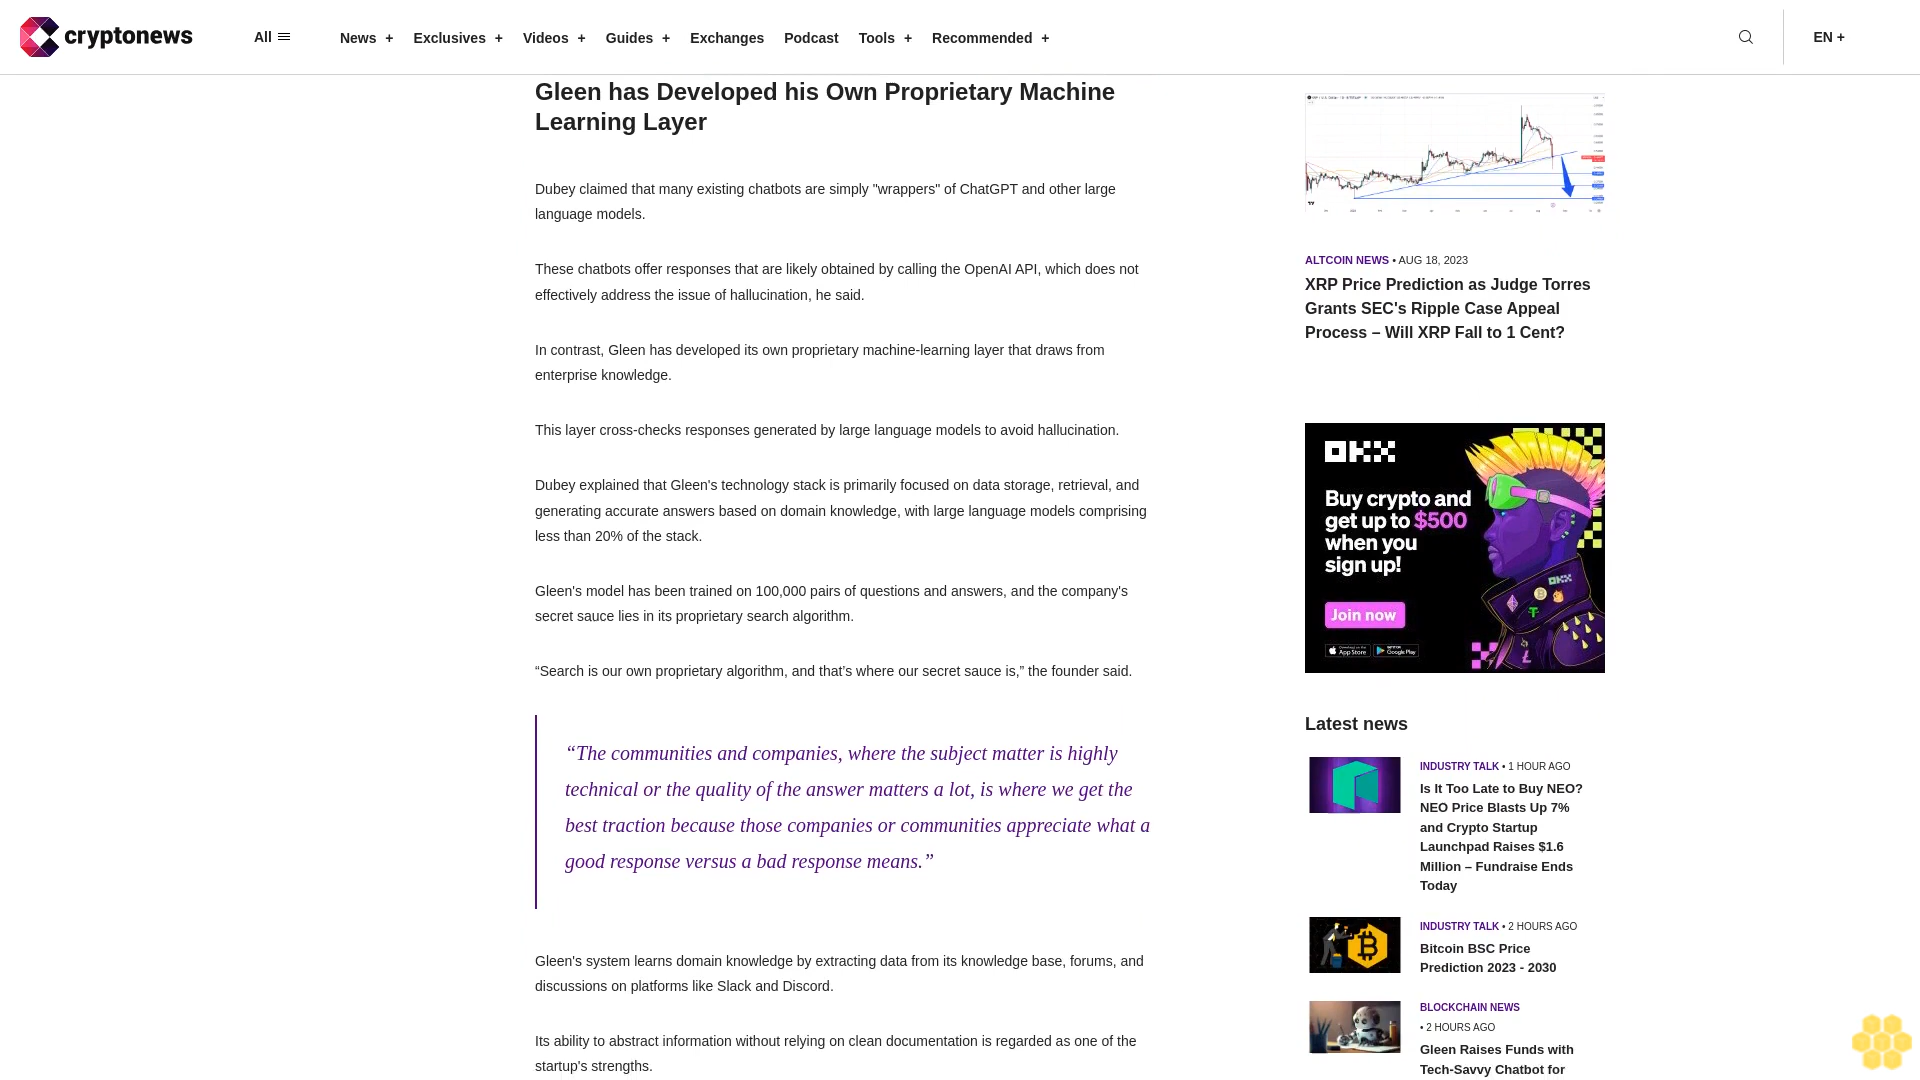 cryptonews
All
News +
Exclusives +
Videos +
Guides +
Exchanges
Podcast
Tools +
Recommended +
EN +
Gleen has Developed his Own Proprietary Machine
Learning Layer
Dubey claimed that many existing chatbots are simply "wrappers" of ChatGPT and other large
language models.
These chatbots offer responses that are likely obtained by calling the OpenAI API, which does not
effectively address the issue of hallucination, he said.
In contrast, Gleen has developed its own proprietary machine-learning layer that draws from
enterprise knowledge.
This layer cross-checks responses generated by large language models to avoid hallucination.
Dubey explained that Gleen's technology stack is primarily focused on data storage, retrieval, and
generating accurate answers based on domain knowledge, with large language models comprising
less than 20% of the stack.
Gleen's model has been trained on 100,000 pairs of questions and answers, and the company's
secret sauce lies in its proprietary search algorithm.
“Search is our own proprietary algorithm, and that’s where our secret sauce is,” the founder said.
“The communities and companies, where the subject matter is highly
technical or the quality of the answer matters a lot, is where we get the
best traction because those companies or communities appreciate what a
good response versus a bad response means.”
Gleen's system learns domain knowledge by extracting data from its knowledge base, forums, and
discussions on platforms like Slack and Discord.
Its ability to abstract information without relying on clean documentation is regarded as one of the
startup's strengths.
ALTCOIN NEWS • AUG 18, 2023
XRP Price Prediction as Judge Torres
Grants SEC's Ripple Case Appeal
Process – Will XRP Fall to 1 Cent?
OKX
Buy crypto and
get up to $500
when you
sign up!
Join now
App Store
Google Play
OKX
Latest news
INDUSTRY TALK • 1 HOUR AGO
Is It Too Late to Buy NEO?
NEO Price Blasts Up 7%
and Crypto Startup
Launchpad Raises $1.6
Million – Fundraise Ends
Today
INDUSTRY TALK • 2 HOURS AGO
Bitcoin BSC Price
Prediction 2023 - 2030
BLOCKCHAIN NEWS
• 2 HOURS AGO
Gleen Raises Funds with
Tech-Savvy Chatbot for